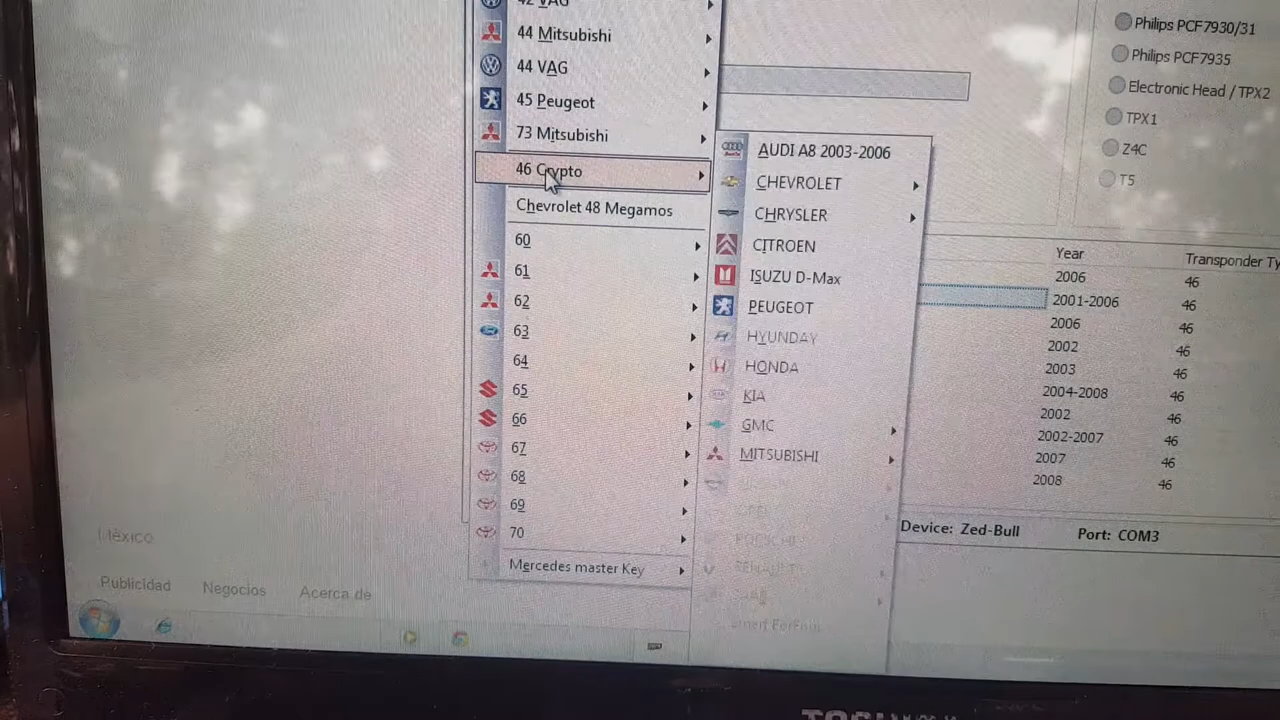 42 VAG
44 Mitsubishi
44 VAG
45 Peugeot
73 Mitsubishi
46 Crypto
Chevrolet 48 Megamos
60
61
62
63
64
65
66
67
68
69
70
Mercedes master Key
AUDI A8 2003-2006
CHEVROLET
CHRYSLER
CITROEN
ISUZU D-Max
PEUGEOT
HYUNDAY
HONDA
KIA
GMC
MITSUBISHI
Philips PCF7930/31
Philips PCF7935
Electronic Head / TPX2
TPX1
Z4C
T5
Year Transponder Ty
2006 46
2001-2006 46
2006 46
2002 46
2003 46
2004-2008 46
2002 46
2002-2007 46
2007 46
2008 46
Device: Zed-Bull Port: COM3
México
Publicidad Negocios Acerca de